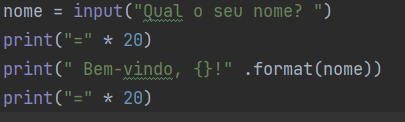 nome = input("Qual o seu nome? ")
print("=" * 20)
print(" Bem-vindo, {}!" .format(nome))
print("=" * 20)